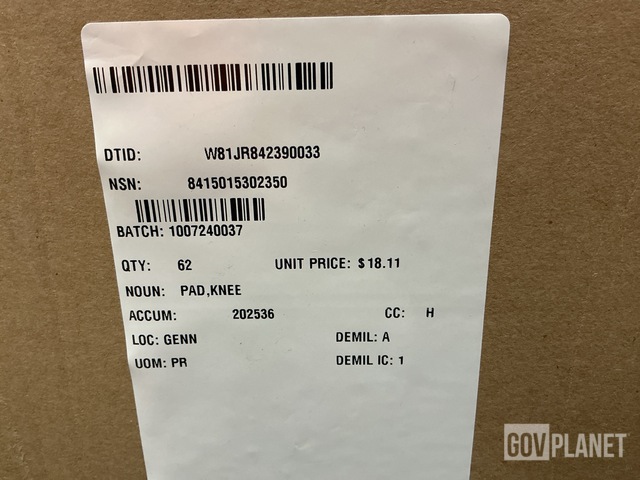 DTID: W81JR842390033
NSN: 8415015302350
BATCH: 1007240037
QTY: 62 UNIT PRICE: $18.11
NOUN: PAD,KNEE
ACCUM: 202536 CC: H
LOC: GENN DEMIL: A
UOM: PR DEMIL IC: 1
GOVPLANET